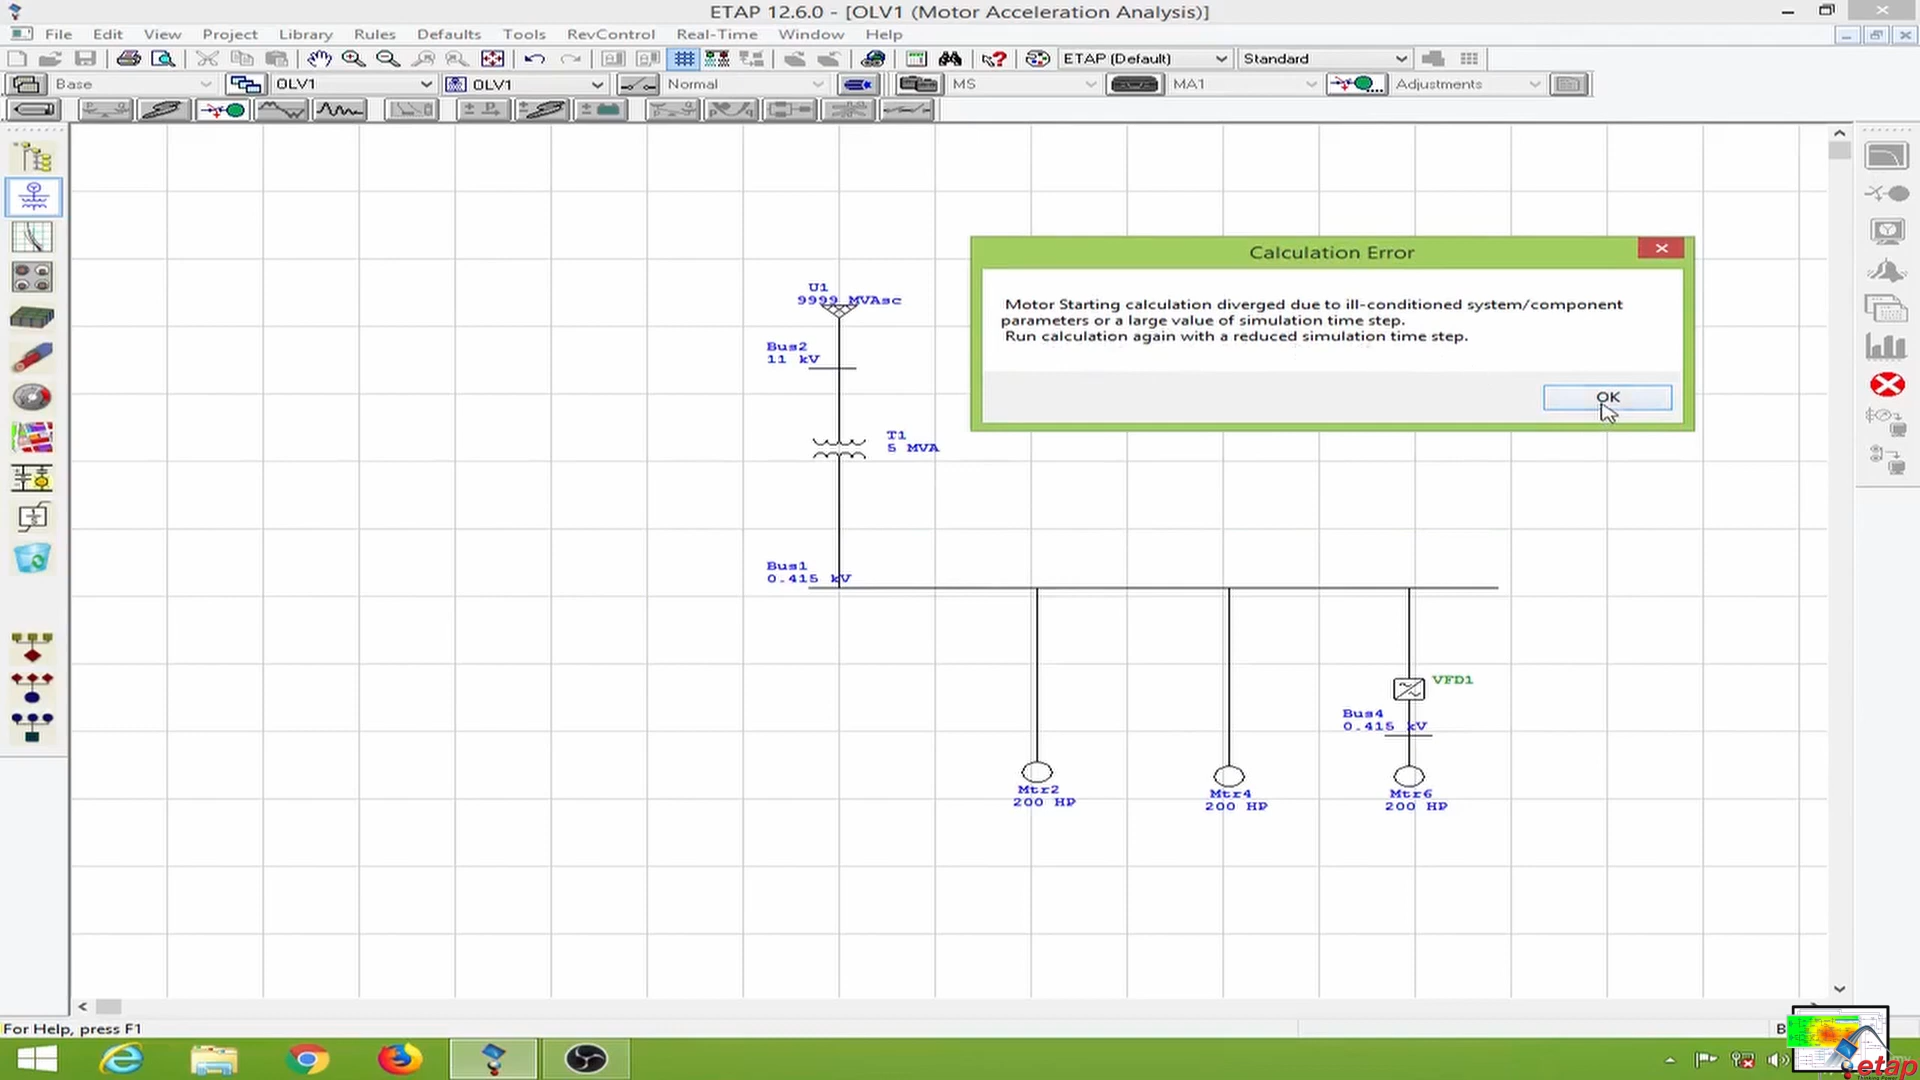 ETAP 12.6.0 - [OLV1 (Motor Acceleration Analysis)]
File Edit View Project Library Rules Defaults Tools RevControl Real-Time Window Help
ETAP (Default) Standard
Base OLV1 OLV1 Normal MS MA1 Adjustments
Calculation Error
Motor Starting calculation diverged due to ill-conditioned system/component
parameters or a large value of simulation time step.
Run calculation again with a reduced simulation time step.
OK
U1
9999 MVAsc
Bus2
11 kV
T1
5 MVA
Bus1
0.415 kV
VFD1
Bus4
0.415 kV
Mtr2
200 HP
Mtr4
200 HP
Mtr6
200 HP
For Help, press F1
etap